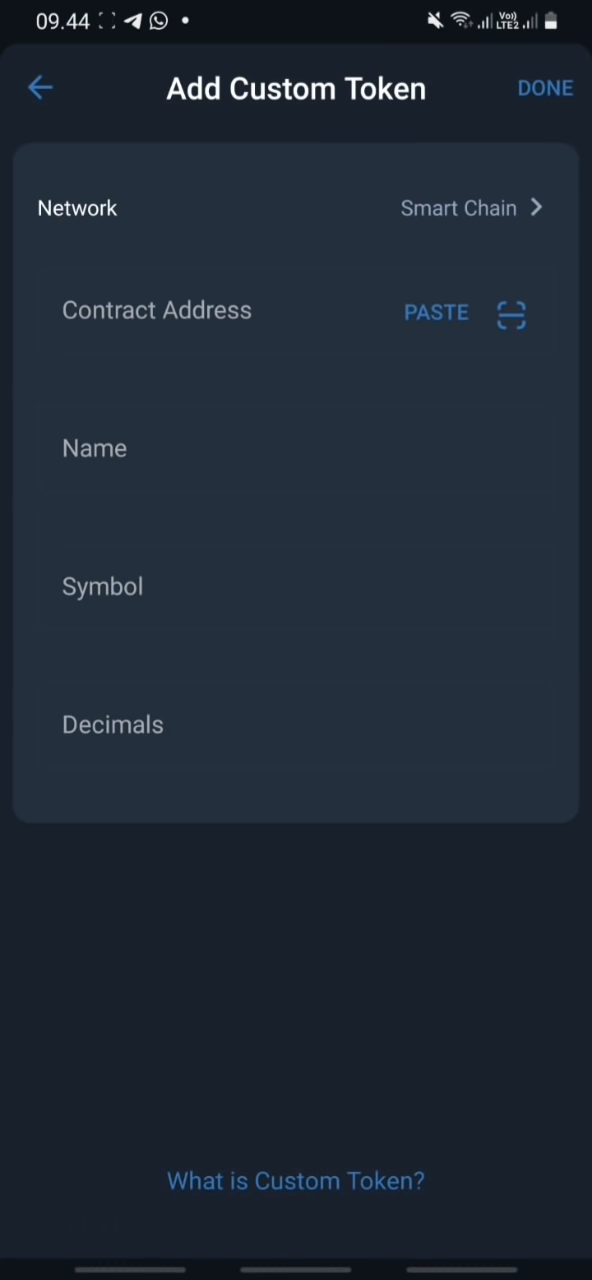 09.44
Add Custom Token DONE
Network Smart Chain
Contract Address PASTE
Name
Symbol
Decimals
What is Custom Token?